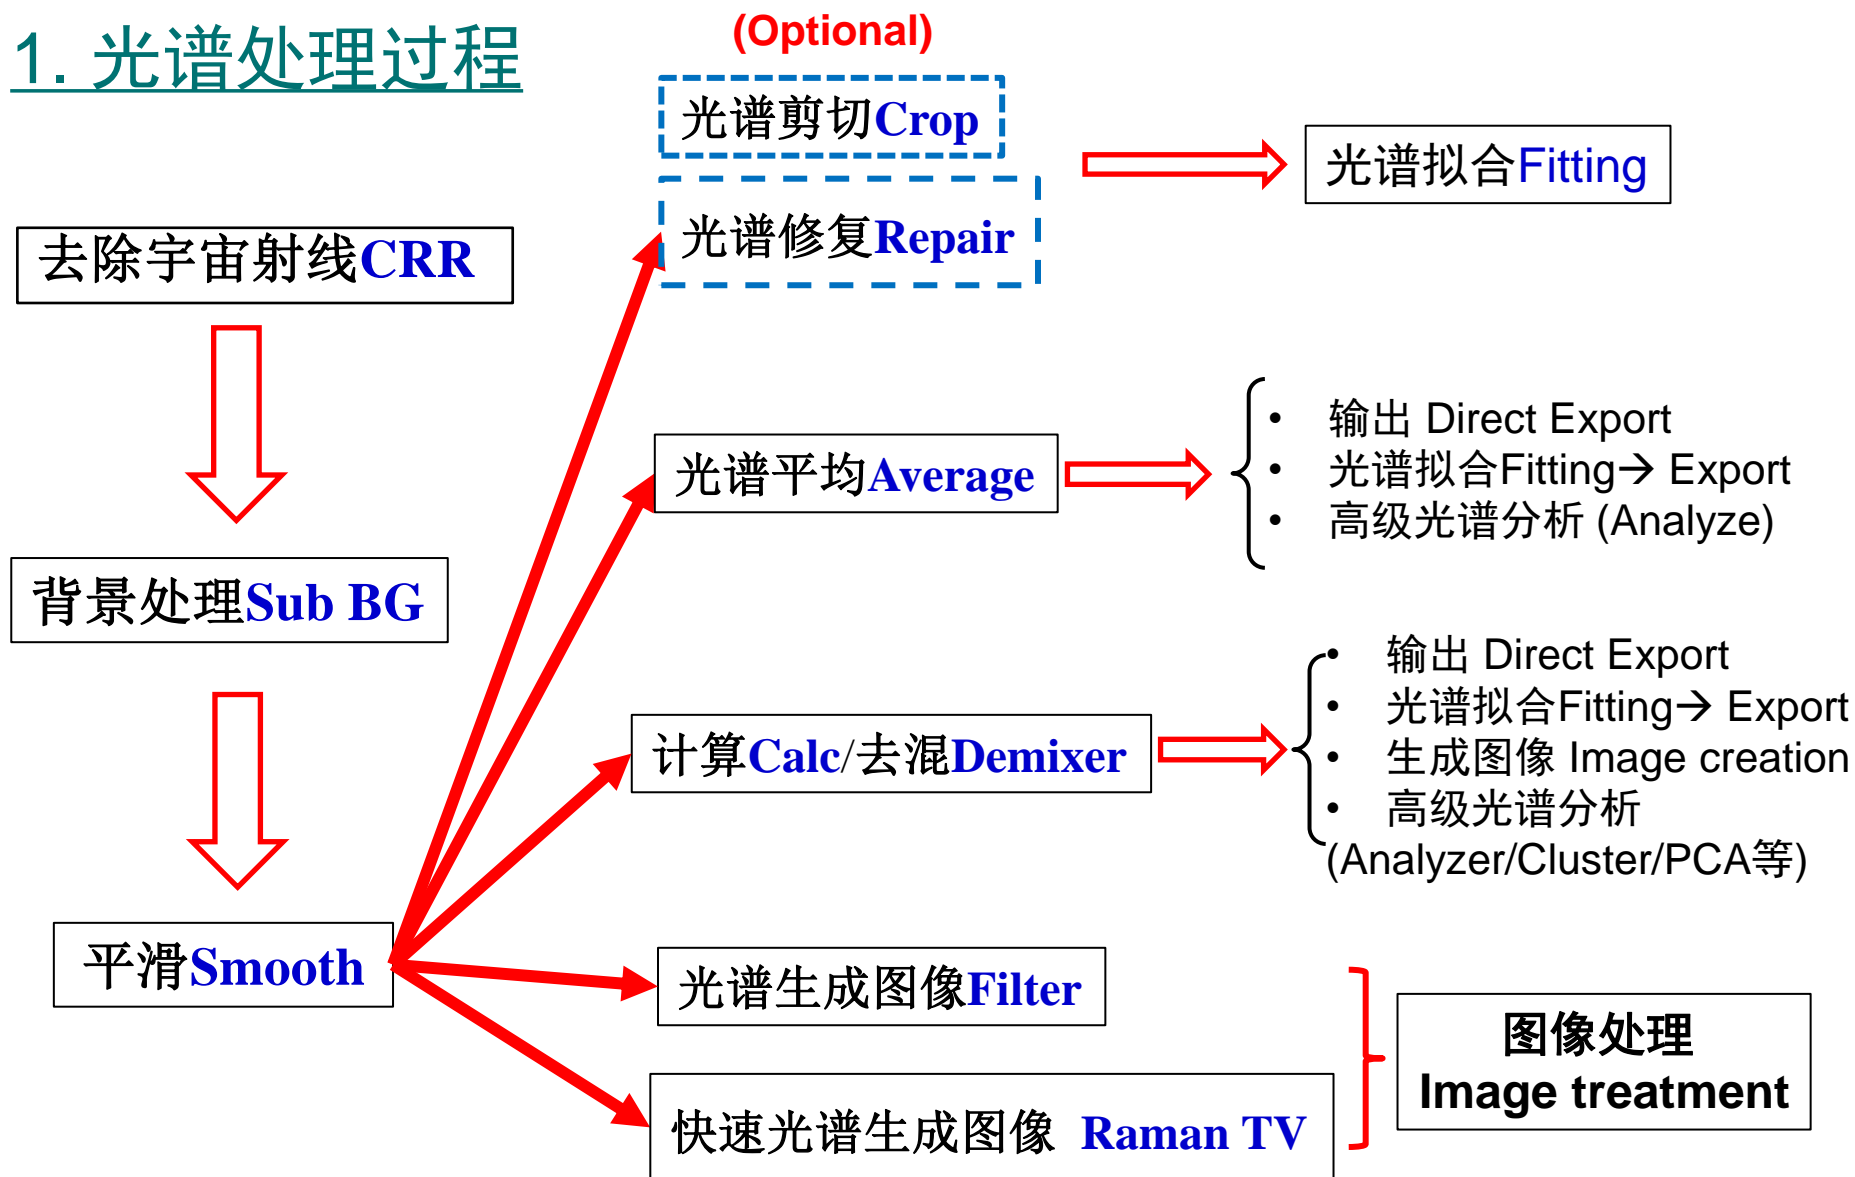 1. 光谱处理过程
(Optional)
光谱剪切Crop
光谱修复Repair
光谱拟合Fitting
去除宇宙射线CRR
背景处理Sub BG
平滑Smooth
光谱平均Average
• 输出 Direct Export
• 光谱拟合Fitting→ Export
• 高级光谱分析 (Analyze)
计算Calc/去混Demixer
• 输出 Direct Export
• 光谱拟合Fitting→ Export
• 生成图像 Image creation
• 高级光谱分析
(Analyzer/Cluster/PCA等)
光谱生成图像Filter
快速光谱生成图像 Raman TV
图像处理
Image treatment